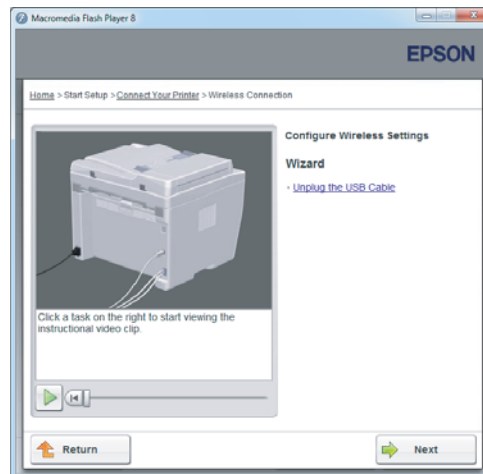 Macromedia Flash Player 8
EPSON
Home > Start Setup > Connect Your Printer > Wireless Connection
Configure Wireless Settings
Wizard
- Unplug the USB Cable
Click a task on the right to start viewing the
instructional video clip.
Return
Next